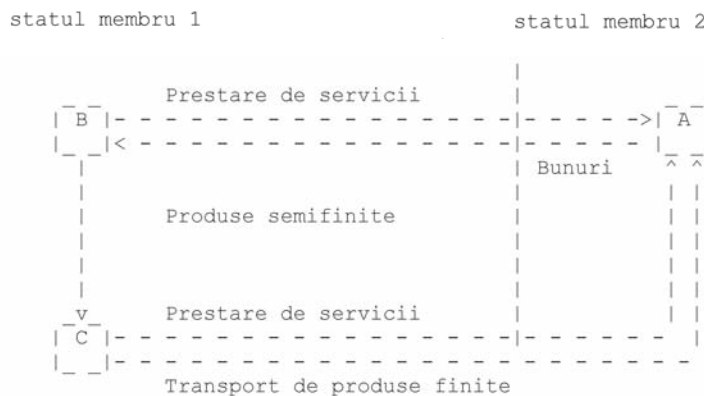 statul membru 1 statul membru 2
Prestare de servicii
B A
Bunuri
Produse semifinite
Prestare de servicii
C
Transport de produse finite